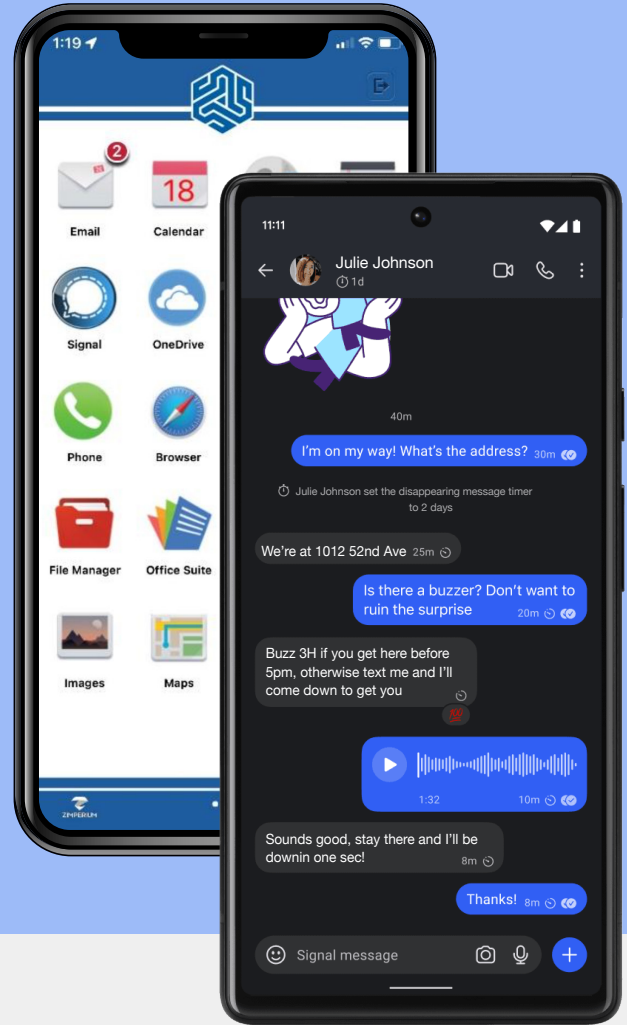 1:19
2
18
Email
Calendar
Signal
OneDrive
Phone
Browser
File Manager
Office Suite
Images
Maps
ZIMPERIUM
11:11
Julie Johnson
1d
40m
I'm on my way! What's the address? 30m
Julie Johnson set the disappearing message timer
to 2 days
We're at 1012 52nd Ave 25m
Is there a buzzer? Don't want to
ruin the surprise 20m
Buzz 3H if you get here before
5pm, otherwise text me and I'll
come down to get you
💯
1:32 10m
Sounds good, stay there and I'll be
downin one sec! 8m
Thanks! 8m
Signal message